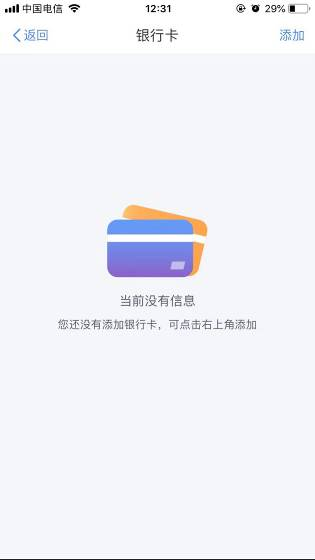 中国电信 12:31 29%
返回 银行卡 添加
当前没有信息
您还没有添加银行卡，可点击右上角添加